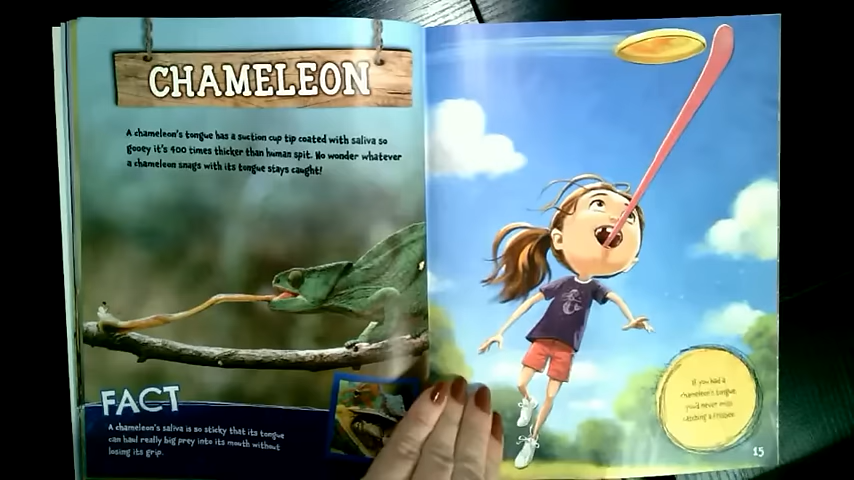 CHAMELEON
A chameleon's tongue has a suction cup tip coated with saliva so
gooey it's 400 times thicker than human spit. No wonder whatever
a chameleon snags with its tongue stays caught!
FACT
A chameleon's saliva is so sticky that its tongue
can haul really big prey into its mouth without
losing its grip.
If you had a
chameleon's tongue,
you'd never miss
catching a Frisbee.
15